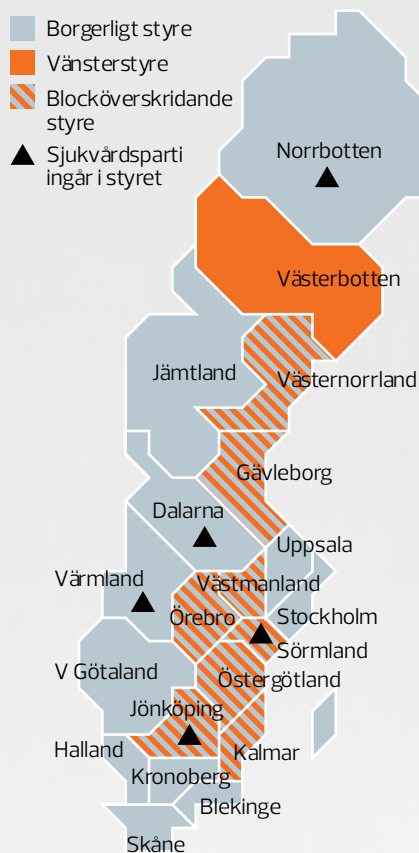 Borgerligt styre
Vänsterstyre
Blocköverskridande
styre
Sjukvårdsparti
ingår i styret
Norrbotten
Västerbotten
Jämtland
Västernorrland
Gävleborg
Dalarna
Uppsala
Värmland
Västmanland
Örebro
Stockholm
Sörmland
V Götaland
Östergötland
Jönköping
Halland
Kalmar
Kronoberg
Blekinge
Skåne